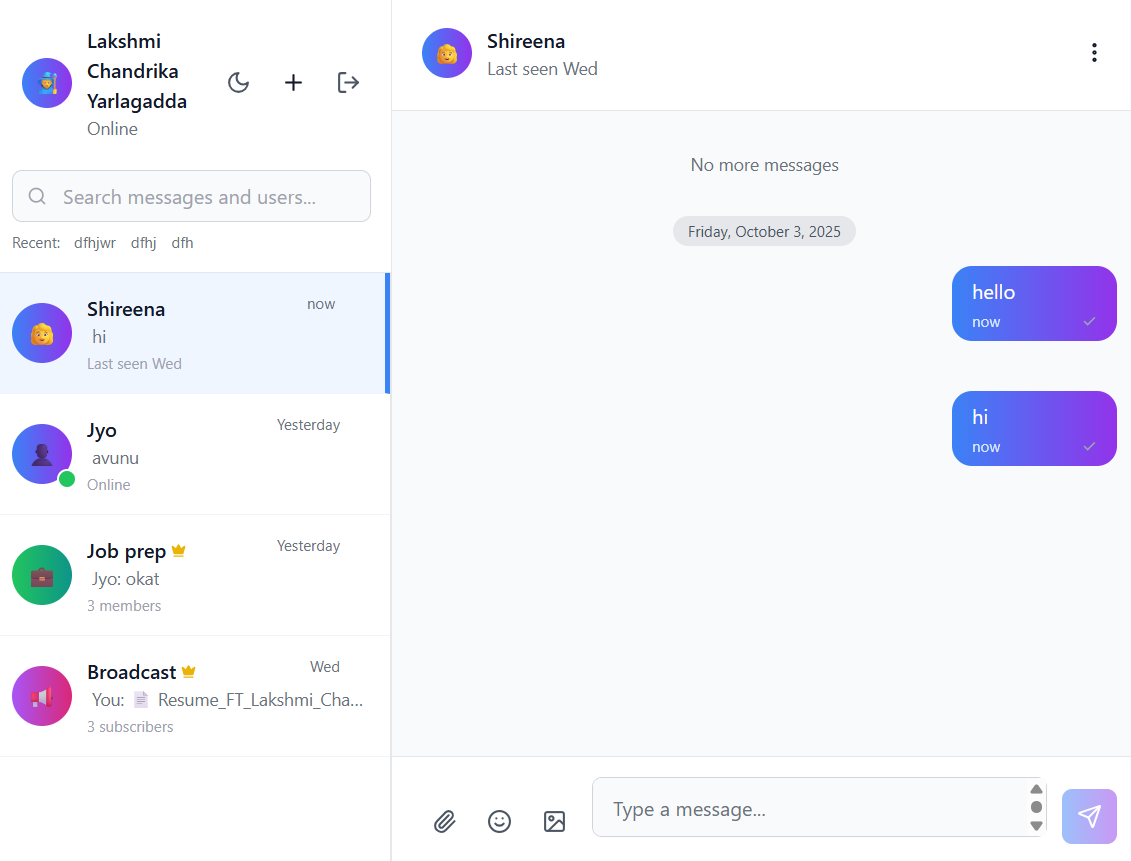 Lakshmi
Chandrika
Yarlagadda
Online
Search messages and users...
Recent: dfhjwr dfhj dfh
Shireena now
hi
Last seen Wed
Jyo Yesterday
avunu
Online
Job prep Yesterday
Jyo: okat
3 members
Broadcast Wed
You: Resume_FT_Lakshmi_Cha...
3 subscribers
Shireena
Last seen Wed
No more messages
Friday, October 3, 2025
hello
now
hi
now
Type a message...